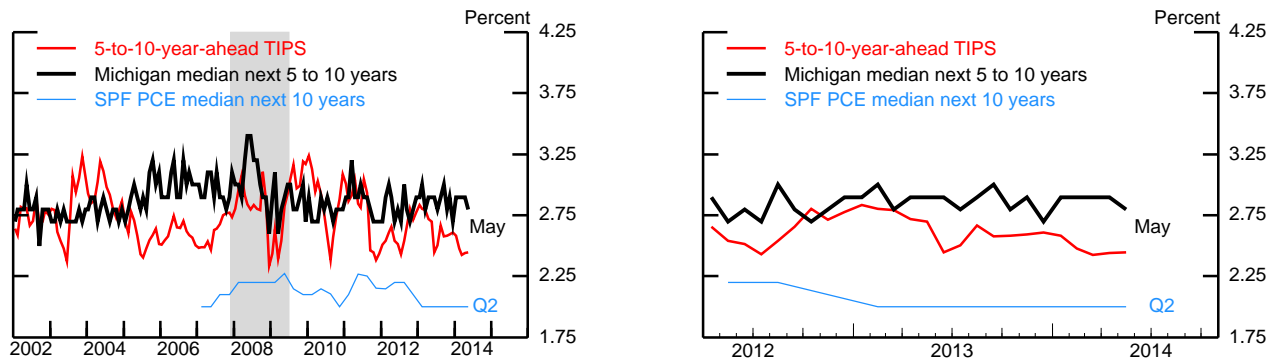 Percent
4.25
5-to-10-year-ahead TIPS
Michigan median next 5 to 10 years
SPF PCE median next 10 years
3.75
3.25
2.75
May
2.25
Q2
1.75
2002 2004 2006 2008 2010 2012 2014
Percent
4.25
5-to-10-year-ahead TIPS
Michigan median next 5 to 10 years
SPF PCE median next 10 years
3.75
3.25
2.75
May
2.25
Q2
1.75
2012 2013 2014